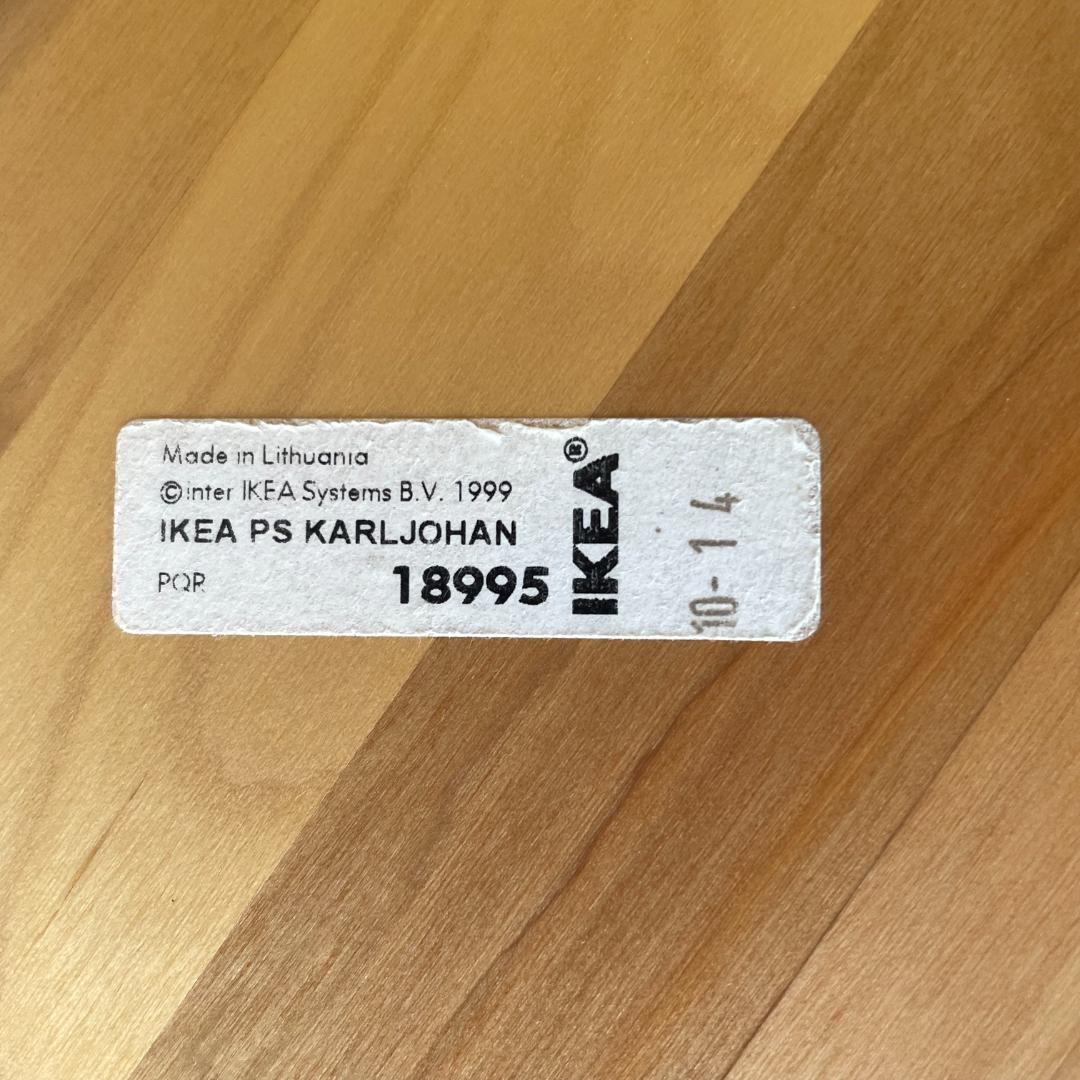 Made in Lithuania
©Inter IKEA Systems B.V. 1999
IKEA PS KARLJOHAN
PQR 18995
IKEA®
10-14